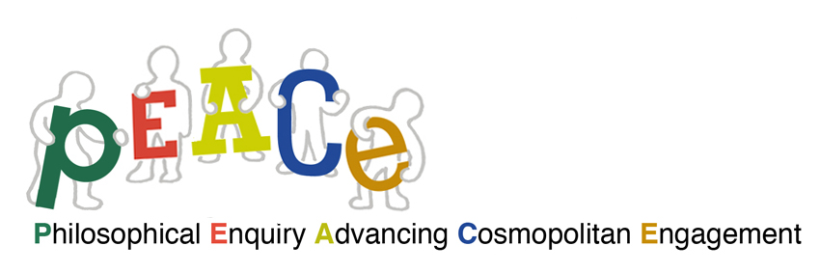 pEACe
Philosophical Enquiry Advancing Cosmopolitan Engagement